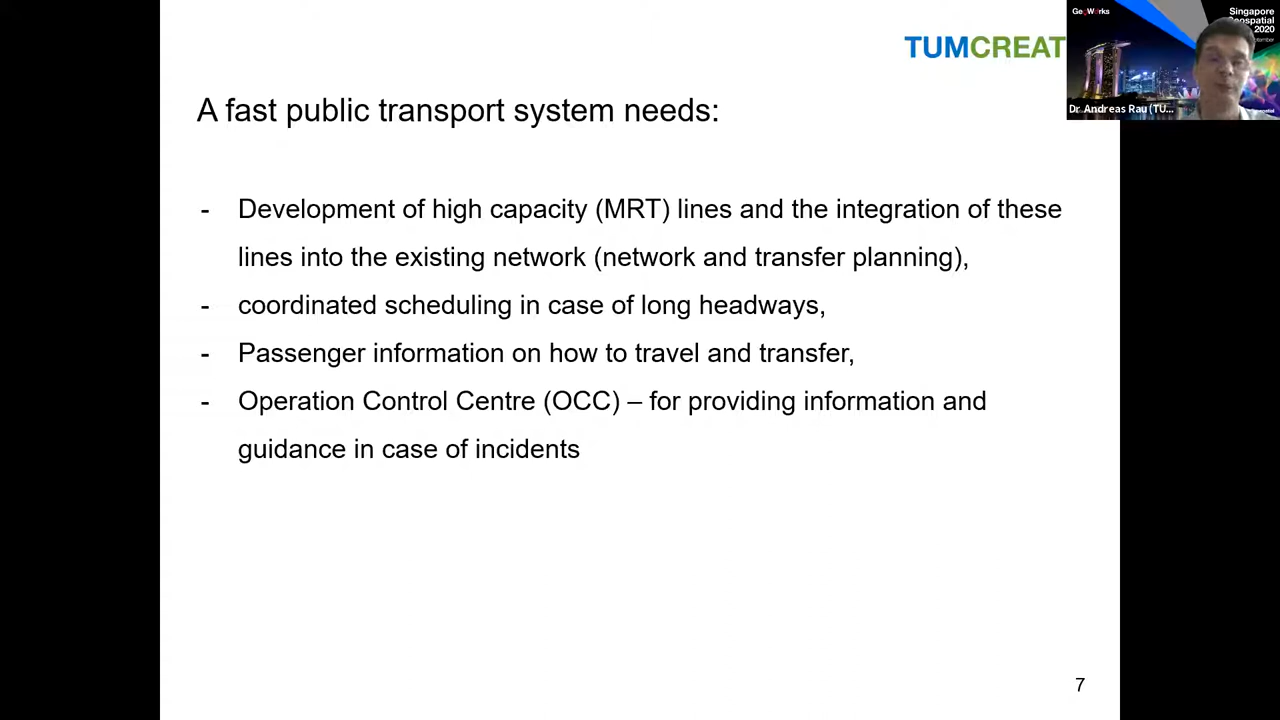 GeoWorks
Singapore
Geospatial
2020
TUMCREAT
Dr Andreas Rau (TU...
A fast public transport system needs:
- Development of high capacity (MRT) lines and the integration of these
lines into the existing network (network and transfer planning),
- coordinated scheduling in case of long headways,
- Passenger information on how to travel and transfer,
- Operation Control Centre (OCC) – for providing information and
guidance in case of incidents
7